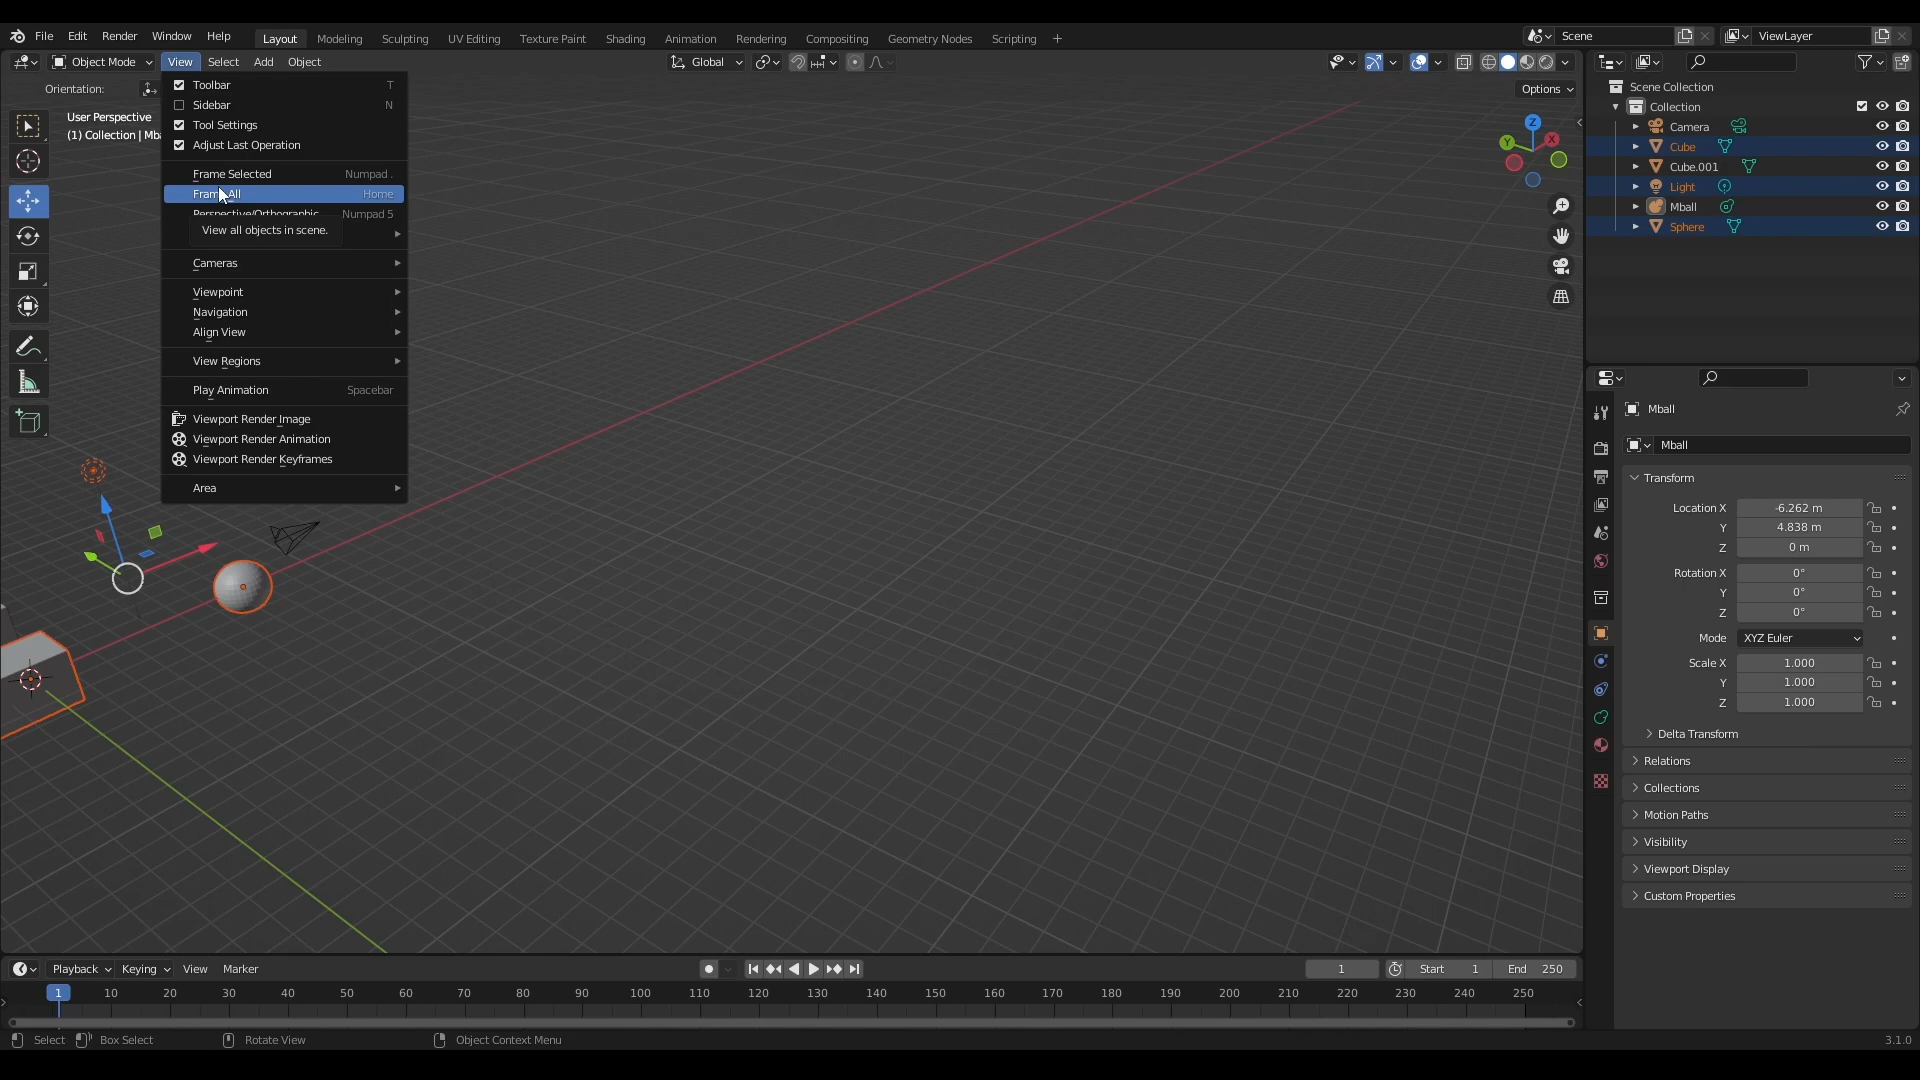 File Edit Render Window Help Layout Modeling Sculpting UV Editing Texture Paint Shading Animation Rendering Compositing Geometry Nodes Scripting + Scene ViewLayer
Object Mode View Select Add Object Global
Orientation: Options
User Perspective
(1) Collection | Mb
Toolbar T
Sidebar N
Tool Settings
Adjust Last Operation
Frame Selected Numpad .
Frame All Home
Perspective/Orthographic Numpad 5
View all objects in scene.
Cameras
Viewpoint
Navigation
Align View
View Regions
Play Animation Spacebar
Viewport Render Image
Viewport Render Animation
Viewport Render Keyframes
Area
Z
Y X
Scene Collection
Collection
Camera
Cube
Cube.001
Light
Mball
Sphere
Mball
Mball
Transform
Location X -6.262 m
Y 4.838 m
Z 0 m
Rotation X 0°
Y 0°
Z 0°
Mode XYZ Euler
Scale X 1.000
Y 1.000
Z 1.000
Delta Transform
Relations
Collections
Motion Paths
Visibility
Viewport Display
Custom Properties
Playback Keying View Marker 1 Start 1 End 250
1 10 20 30 40 50 60 70 80 90 100 110 120 130 140 150 160 170 180 190 200 210 220 230 240 250
Select Box Select Rotate View Object Context Menu 3.1.0